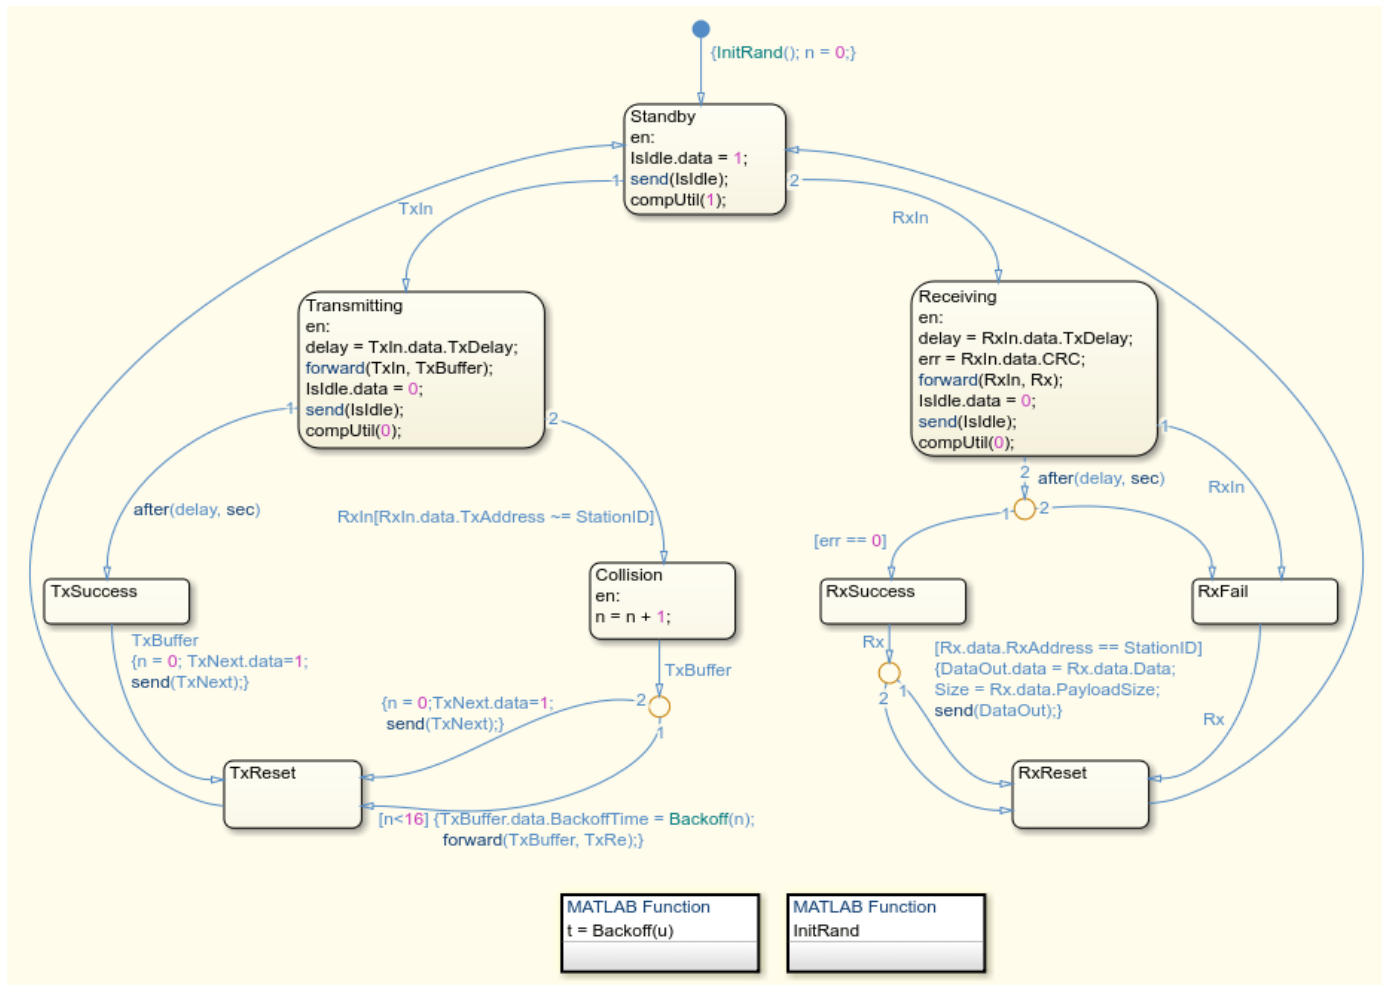 {InitRand(); n = 0;}
Standby
en:
IsIdle.data = 1;
send(IsIdle);
compUtil(1);
1
2
TxIn
RxIn
Transmitting
en:
delay = TxIn.data.TxDelay;
forward(TxIn, TxBuffer);
IsIdle.data = 0;
send(IsIdle);
compUtil(0);
1
2
Receiving
en:
delay = RxIn.data.TxDelay;
err = RxIn.data.CRC;
forward(RxIn, Rx);
IsIdle.data = 0;
send(IsIdle);
compUtil(0);
1
2
after(delay, sec)
RxIn
after(delay, sec)
RxIn[RxIn.data.TxAddress ~= StationID]
1
2
[err == 0]
TxSuccess
Collision
en:
n = n + 1;
RxSuccess
RxFail
TxBuffer
{n = 0; TxNext.data=1;
send(TxNext);}
TxBuffer
Rx
[Rx.data.RxAddress == StationID]
{DataOut.data = Rx.data.Data;
Size = Rx.data.PayloadSize;
send(DataOut);}
1
2
Rx
{n = 0;TxNext.data=1;
send(TxNext);}
2
1
TxReset
RxReset
[n<16] {TxBuffer.data.BackoffTime = Backoff(n);
forward(TxBuffer, TxRe);}
MATLAB Function
t = Backoff(u)
MATLAB Function
InitRand